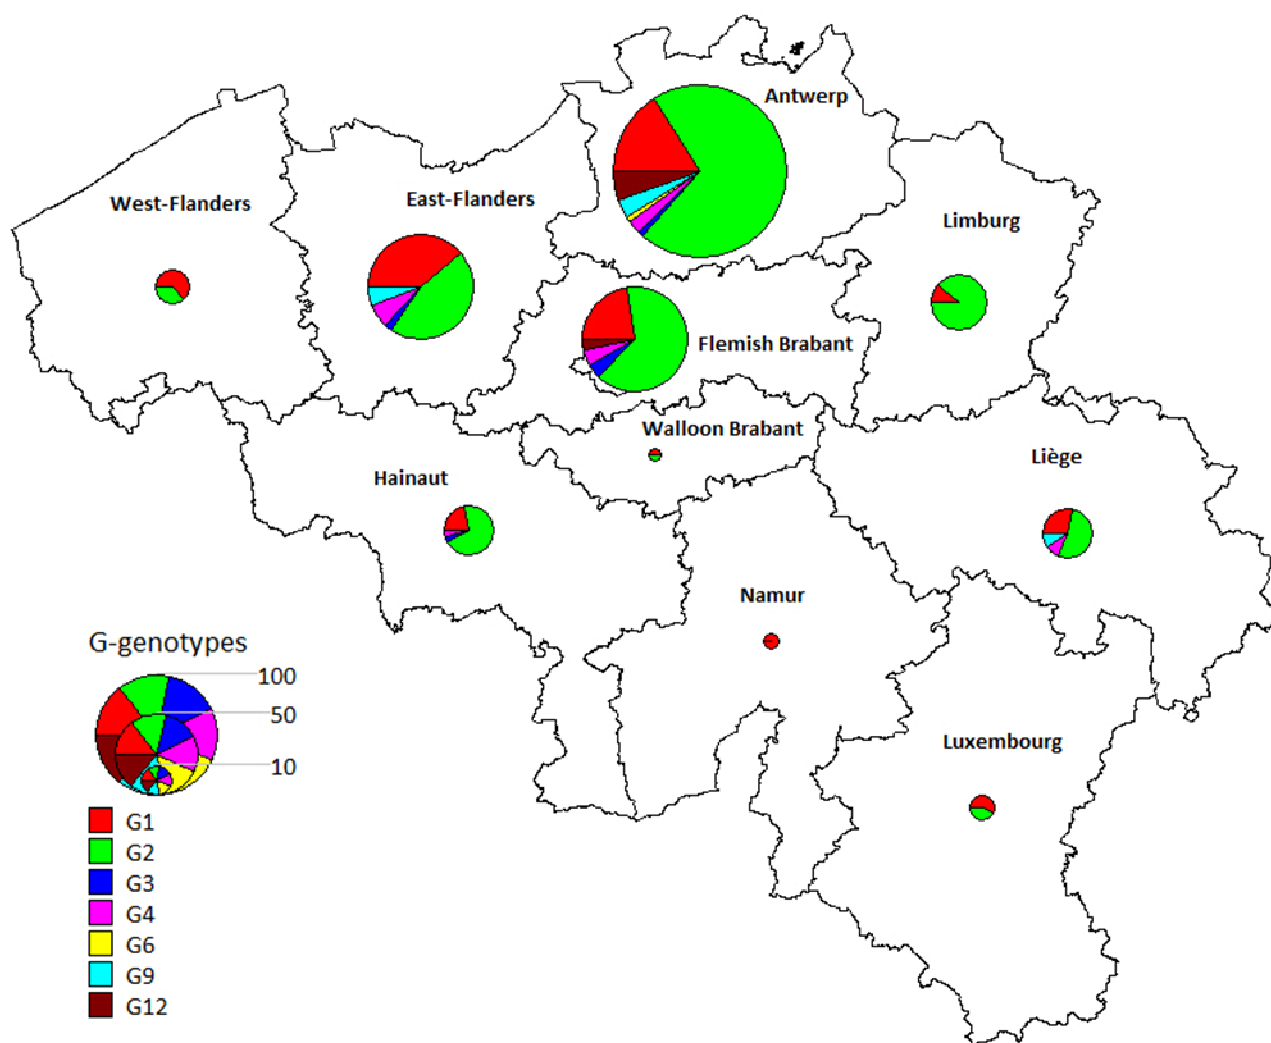 Antwerp
West-Flanders
East-Flanders
Limburg
Flemish Brabant
Walloon Brabant
Hainaut
Liège
Namur
Luxembourg
G-genotypes
100
50
10
G1
G2
G3
G4
G6
G9
G12